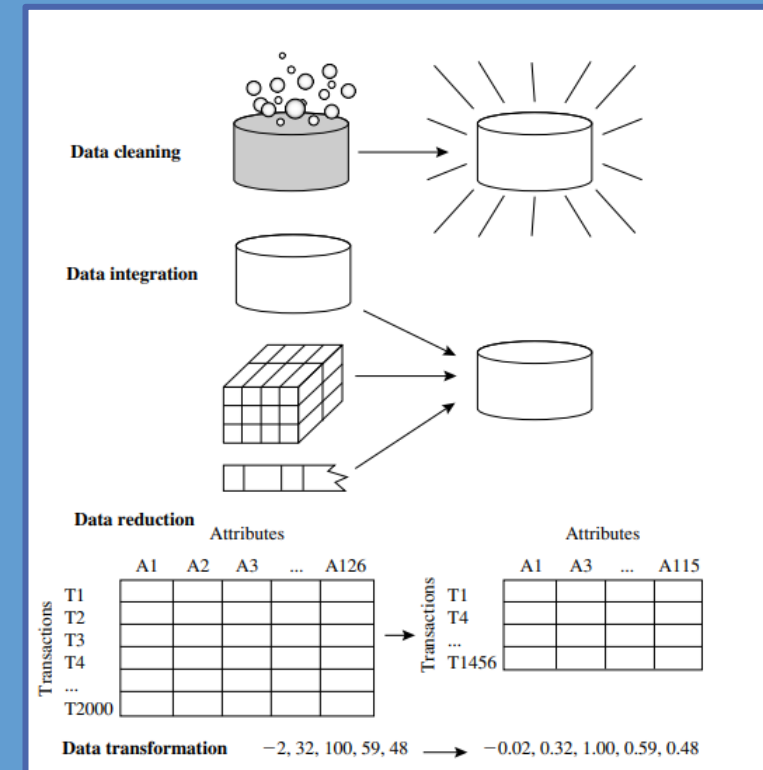 Data cleaning
Data integration
Data reduction
Attributes
A1 A2 A3 ... A126
Transactions
T1
T2
T3
T4
...
T2000
Attributes
A1 A3 ... A115
Transactions
T1
T4
...
T1456
Data transformation −2, 32, 100, 59, 48 −0.02, 0.32, 1.00, 0.59, 0.48